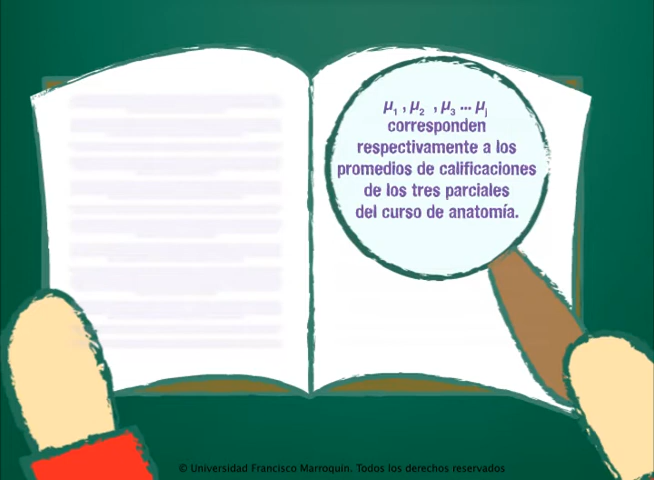 μ₁ , μ₂ , μ₃ ... μⱼ
corresponden
respectivamente a los
promedios de calificaciones
de los tres parciales
del curso de anatomía.
© Universidad Francisco Marroquín. Todos los derechos reservados